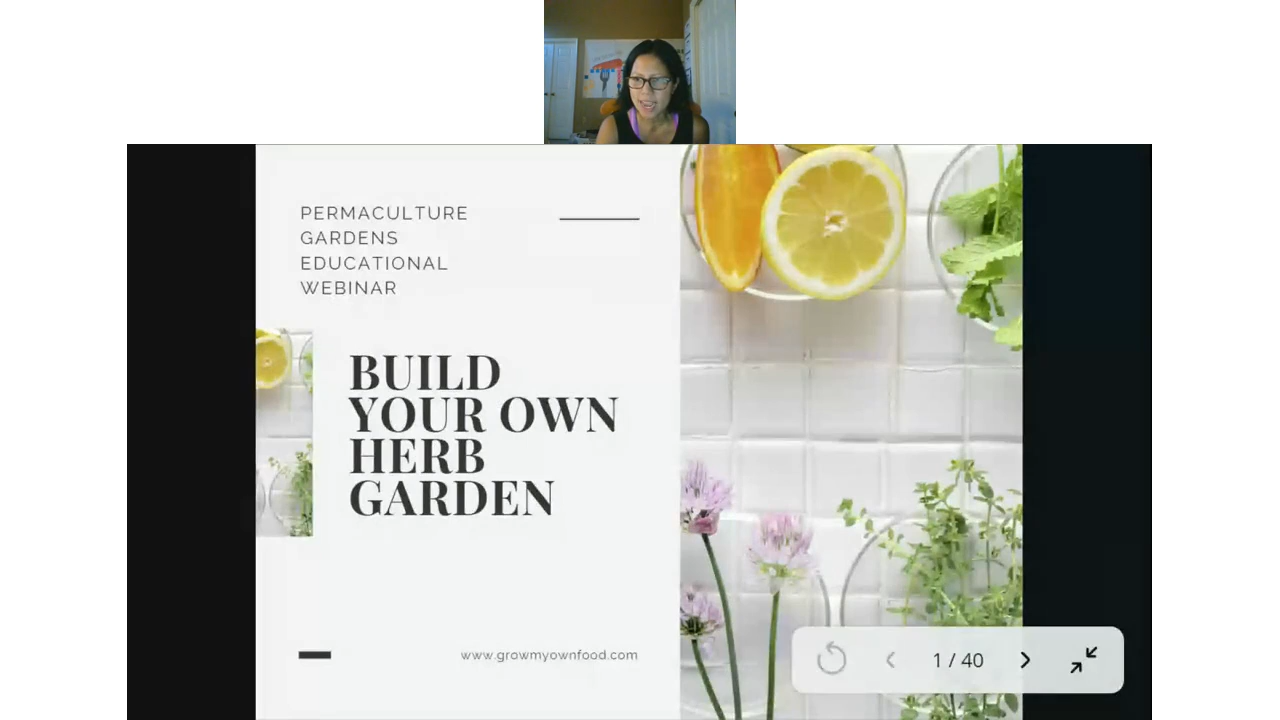 PERMACULTURE
GARDENS
EDUCATIONAL
WEBINAR
BUILD
YOUR OWN
HERB
GARDEN
www.growmyownfood.com
1 / 40